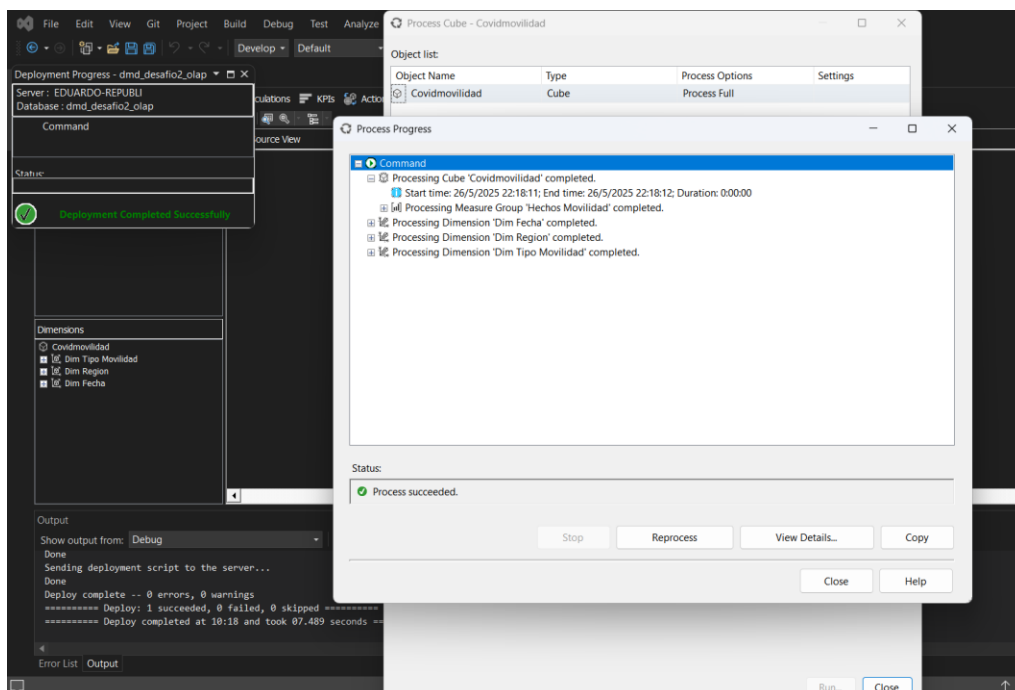 File Edit View Git Project Build Debug Test Analyze
Develop Default
Deployment Progress - dmd_desafio2_olap
Server : EDUARDO-REPUBLI
Database : dmd_desafio2_olap
Command
Status:
Deployment Completed Successfully
culations KPIs Actio
ource View
Dimensions
Covidmovilidad
Dim Tipo Movilidad
Dim Region
Dim Fecha
Process Cube - Covidmovilidad
Object list:
Object Name Type Process Options Settings
Covidmovilidad Cube Process Full
Process Progress
Command
Processing Cube 'Covidmovilidad' completed.
Start time: 26/5/2025 22:18:11; End time: 26/5/2025 22:18:12; Duration: 0:00:00
Processing Measure Group 'Hechos Movilidad' completed.
Processing Dimension 'Dim Fecha' completed.
Processing Dimension 'Dim Region' completed.
Processing Dimension 'Dim Tipo Movilidad' completed.
Status:
Process succeeded.
Stop Reprocess View Details... Copy
Close Help
Output
Show output from: Debug
Done
Sending deployment script to the server...
Done
Deploy complete -- 0 errors, 0 warnings
========== Deploy: 1 succeeded, 0 failed, 0 skipped ==========
========== Deploy completed at 10:18 and took 07.489 seconds ==
Error List Output
Run... Close